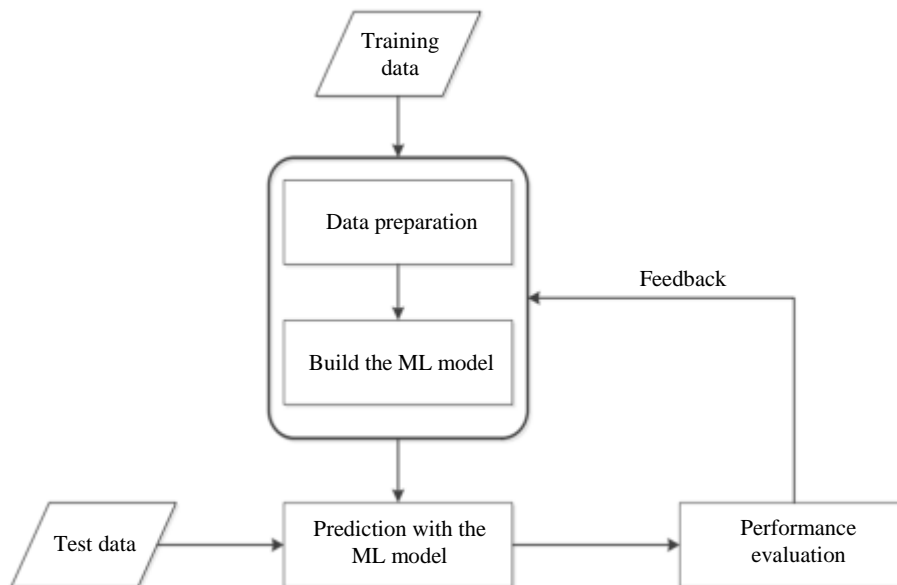 Training
data
Data preparation
Feedback
Build the ML model
Test data
Prediction with the
ML model
Performance
evaluation